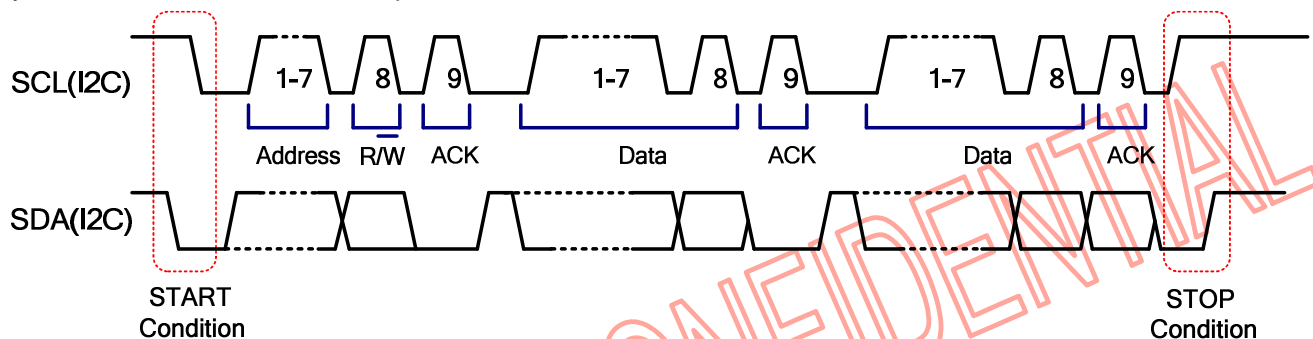 SCL(I2C)
1-7 8 9 1-7 8 9 1-7 8 9
Address R/W ACK Data ACK Data ACK
SDA(I2C)
START
Condition
STOP
Condition